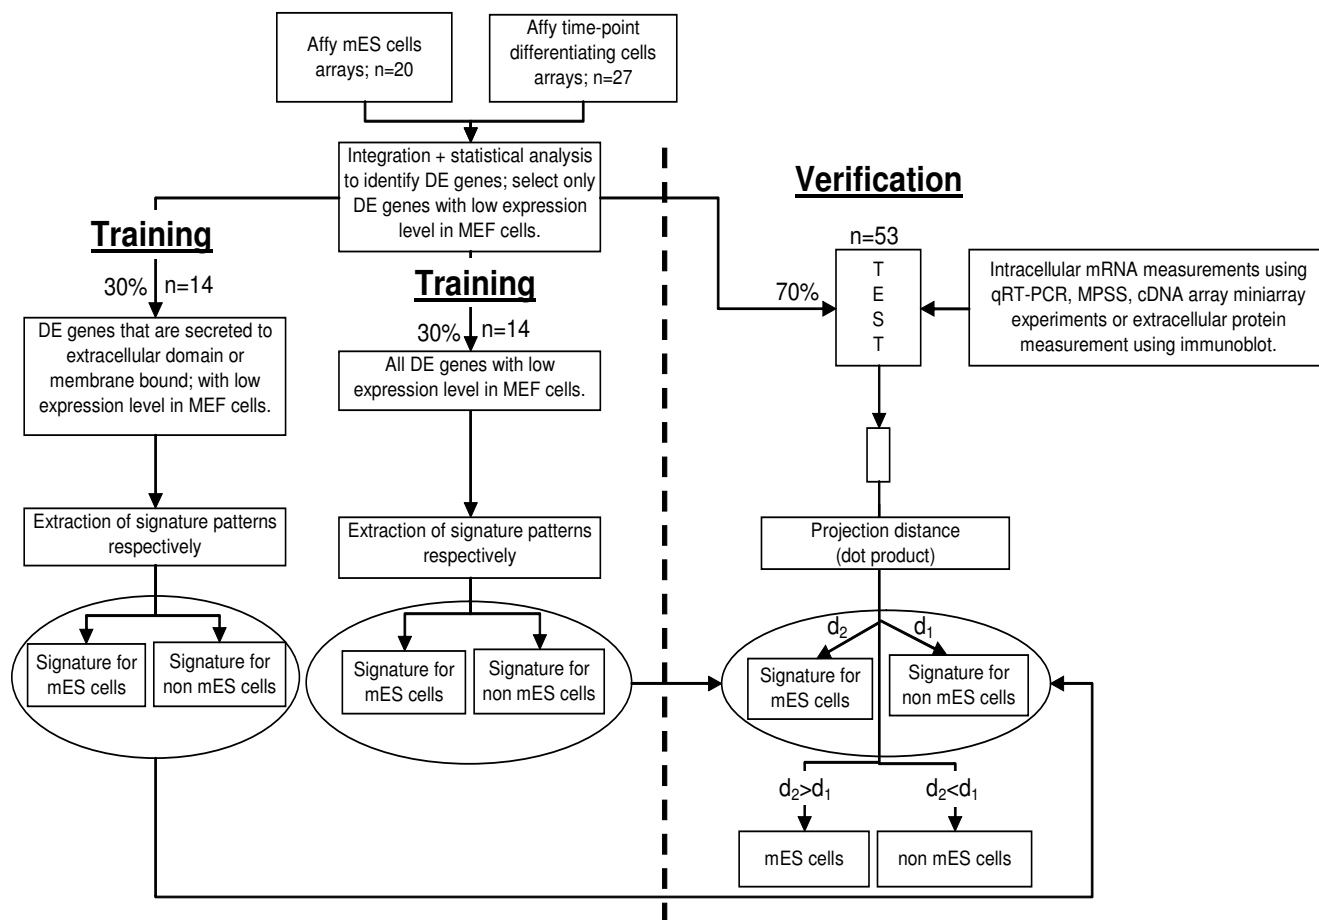 Affy mES cells
arrays; n=20
Affy time-point
differentiating cells
arrays; n=27
Integration + statistical analysis
to identify DE genes; select only
DE genes with low expression
level in MEF cells.
Training
30%
n=14
DE genes that are secreted to
extracellular domain or
membrane bound; with low
expression level in MEF cells.
Extraction of signature patterns
respectively
Signature for
mES cells
Signature for
non mES cells
Training
30%
n=14
All DE genes with low
expression level in MEF cells.
Extraction of signature patterns
respectively
Signature for
mES cells
Signature for
non mES cells
Verification
n=53
70%
T
E
S
T
Intracellular mRNA measurements using
qRT-PCR, MPSS, cDNA array miniarray
experiments or extracellular protein
measurement using immunoblot.
Projection distance
(dot product)
d2
d1
Signature for
mES cells
Signature for
non mES cells
d2>d1
d2<d1
mES cells
non mES cells